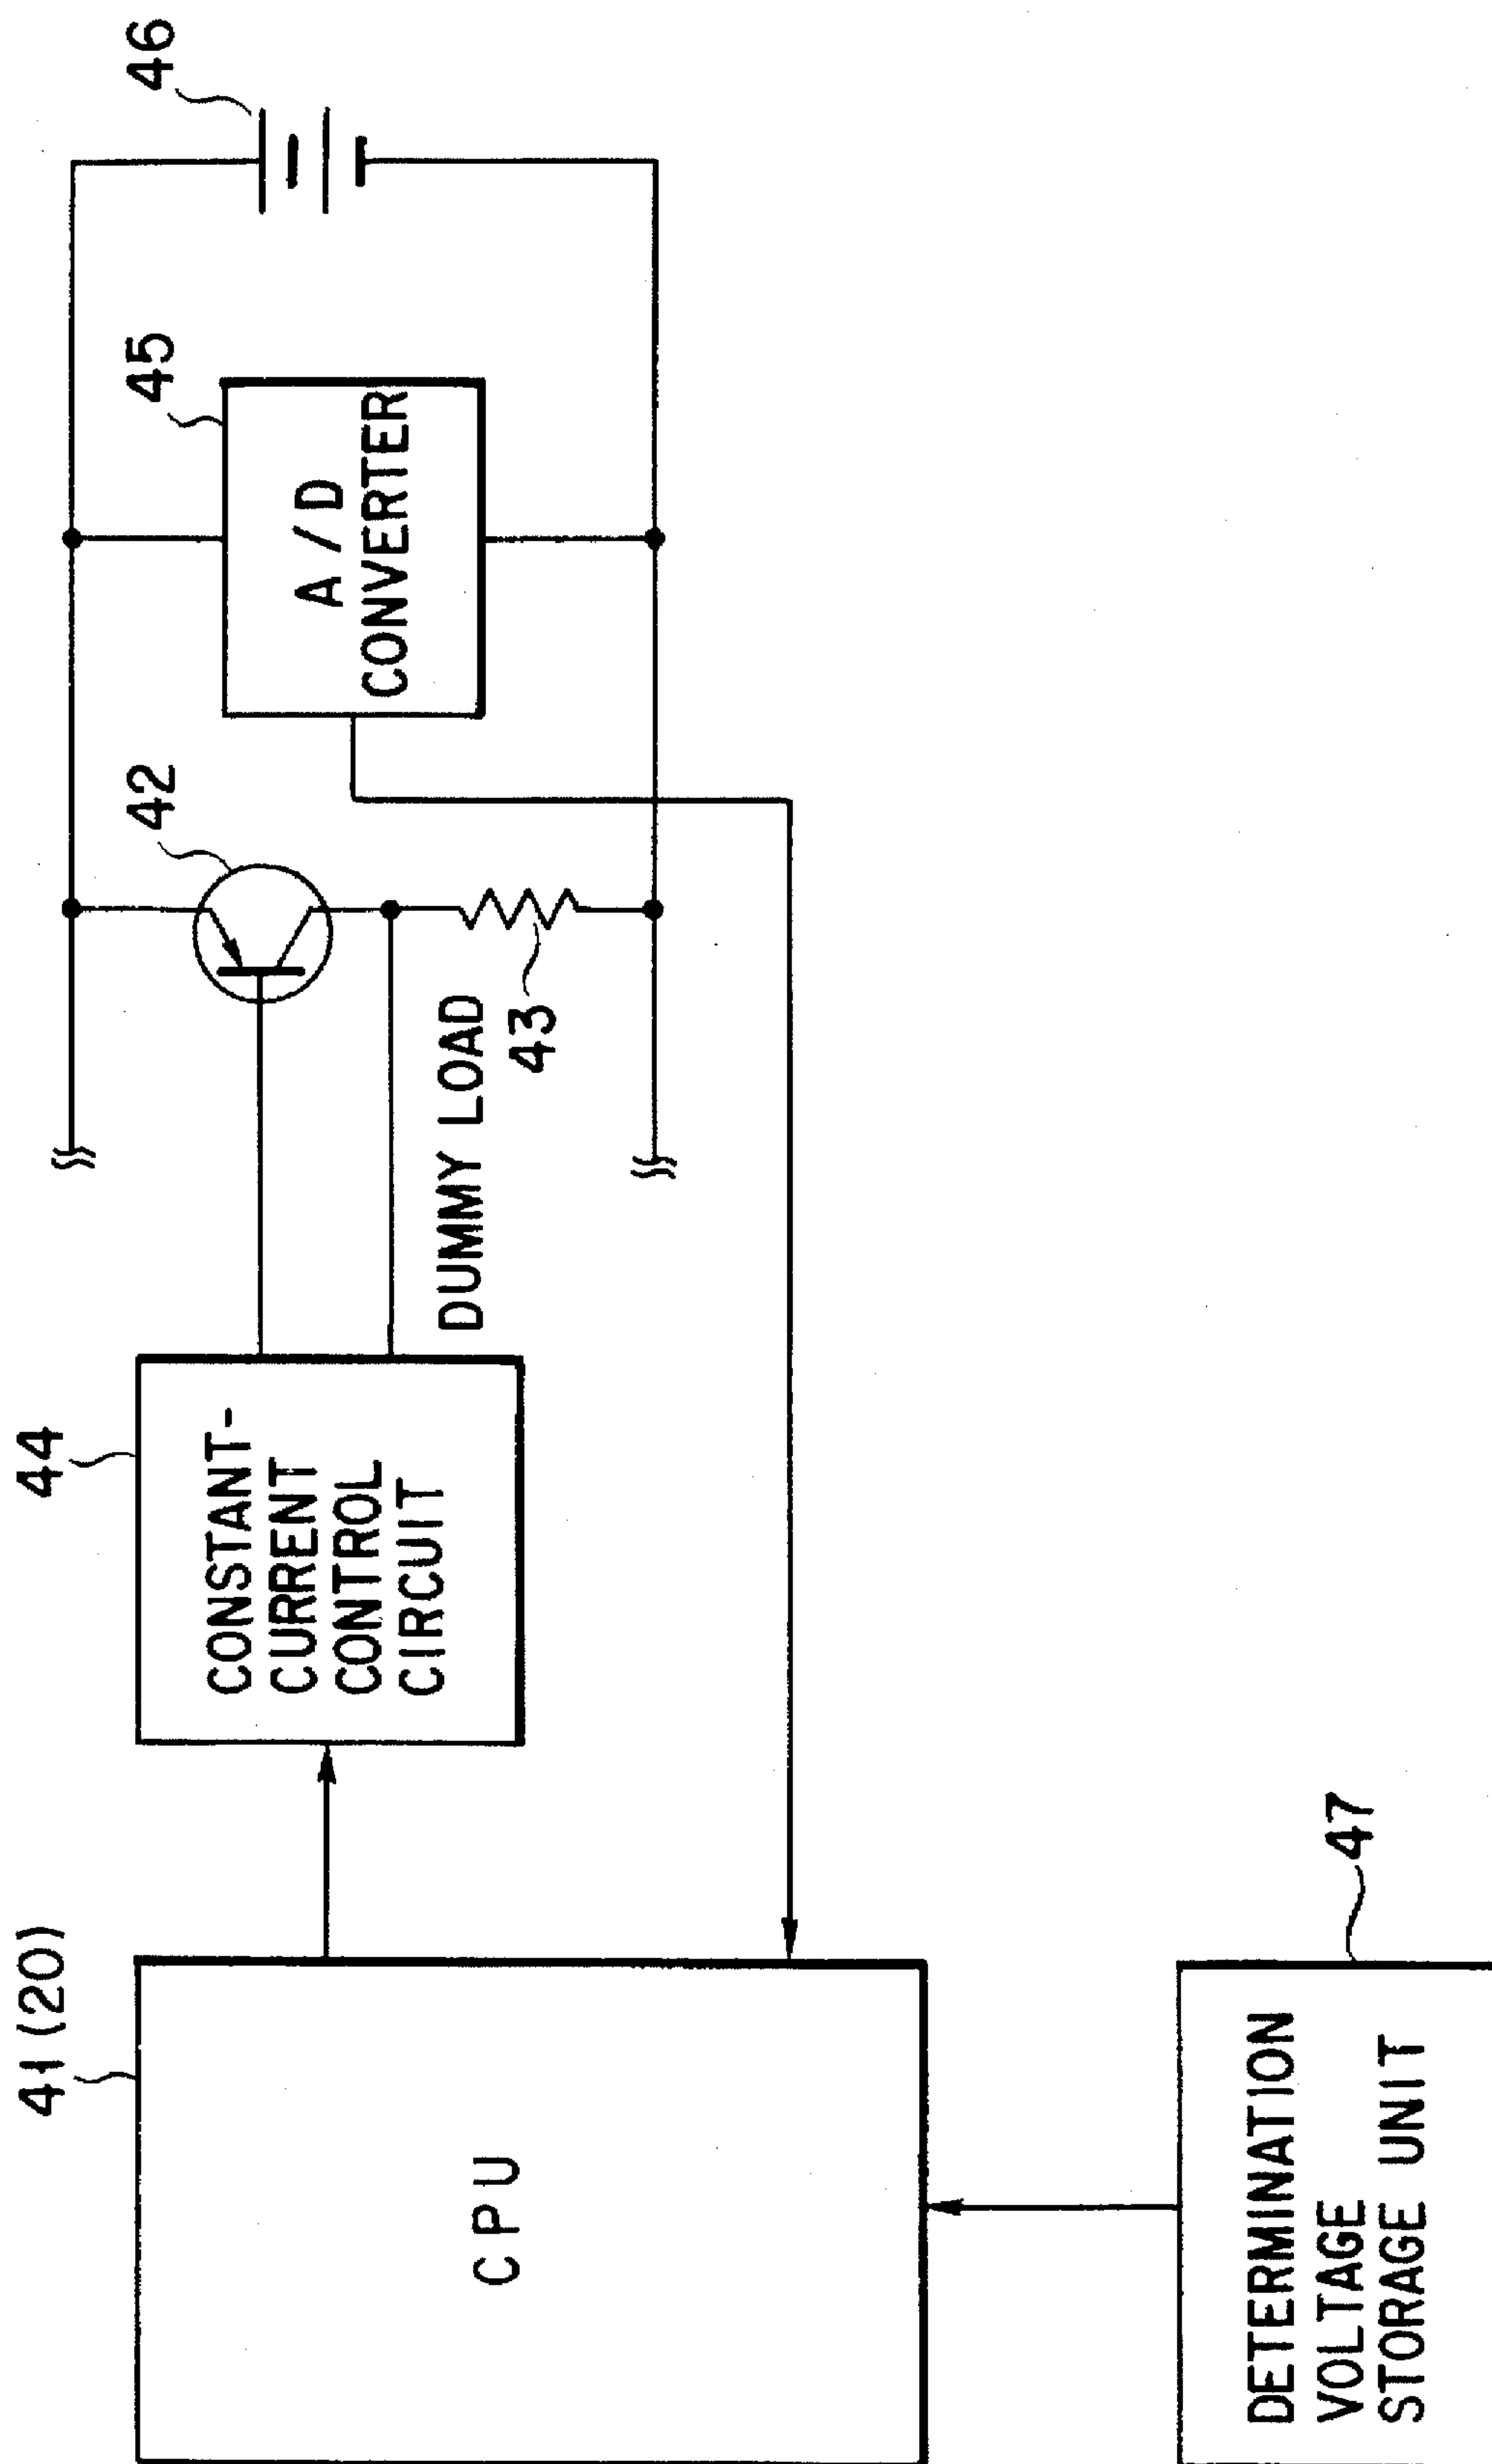 41 (20)
CPU
44
CONSTANT-
CURRENT
CONTROL
CIRCUIT
42
45
A/D
CONVERTER
46
DUMMY LOAD
43
DETERMINATION
VOLTAGE
STORAGE UNIT
47